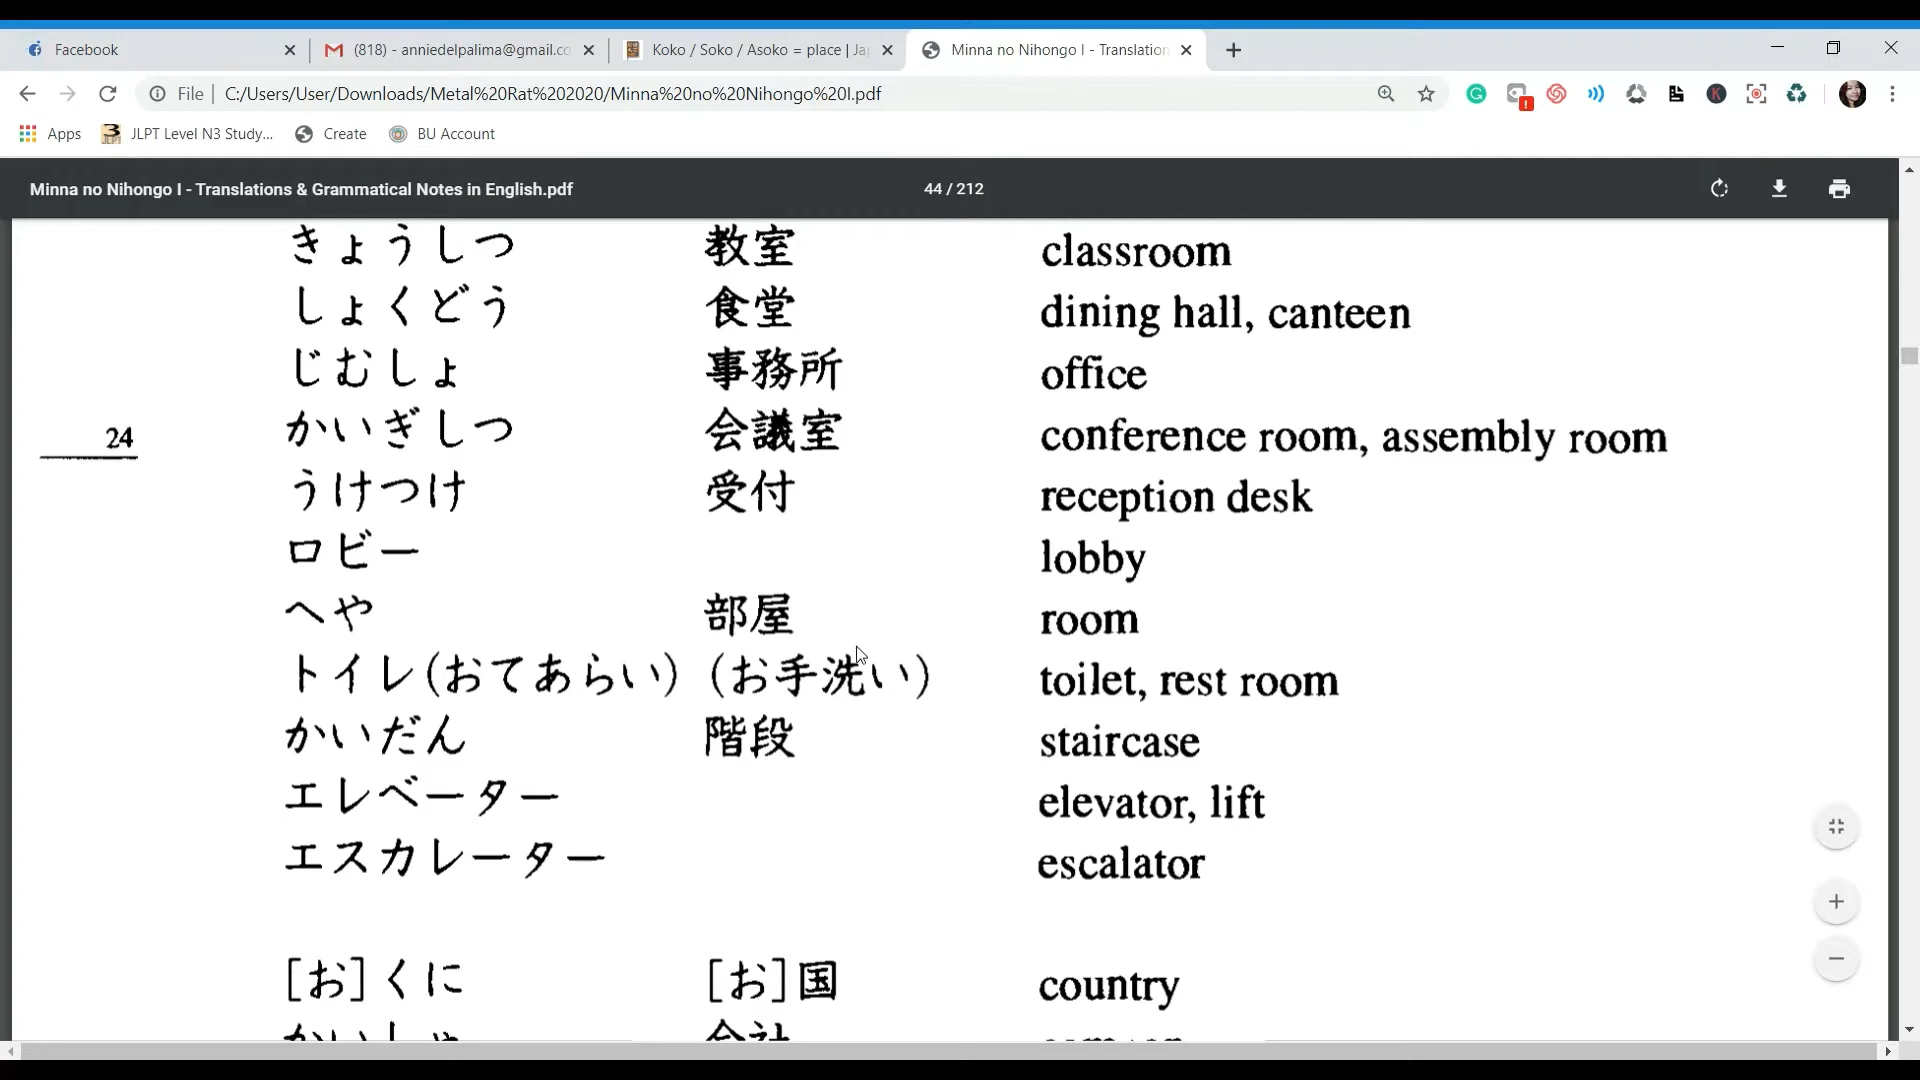 Facebook
(818) - anniedelpalima@gmail.co
Koko / Soko / Asoko = place | Ja
Minna no Nihongo I - Translation
File | C:/Users/User/Downloads/Metal%20Rat%202020/Minna%20no%20Nihongo%20I.pdf
Apps JLPT Level N3 Study... Create BU Account
Minna no Nihongo I - Translations & Grammatical Notes in English.pdf 44 / 212
きょうしつ 教室 classroom
しょくどう 食堂 dining hall, canteen
じむしょ 事務所 office
24
かいぎしつ 会議室 conference room, assembly room
うけつけ 受付 reception desk
ロビー lobby
へや 部屋 room
トイレ(おてあらい) (お手洗い) toilet, rest room
かいだん 階段 staircase
エレベーター elevator, lift
エスカレーター escalator
[お]くに [お]国 country